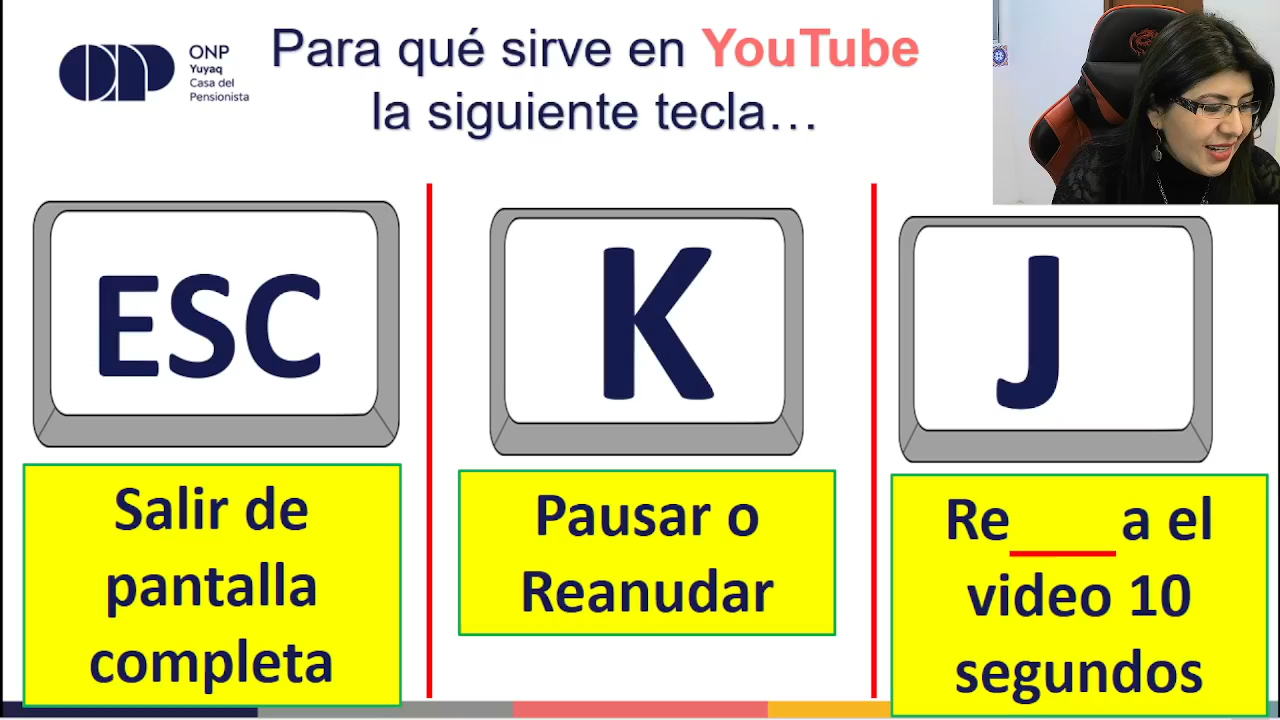 ONP
Yuyaq
Casa del
Pensionista
Para qué sirve en YouTube
la siguiente tecla...
ESC
K
J
Salir de
pantalla
completa
Pausar o
Reanudar
Re____a el
video 10
segundos